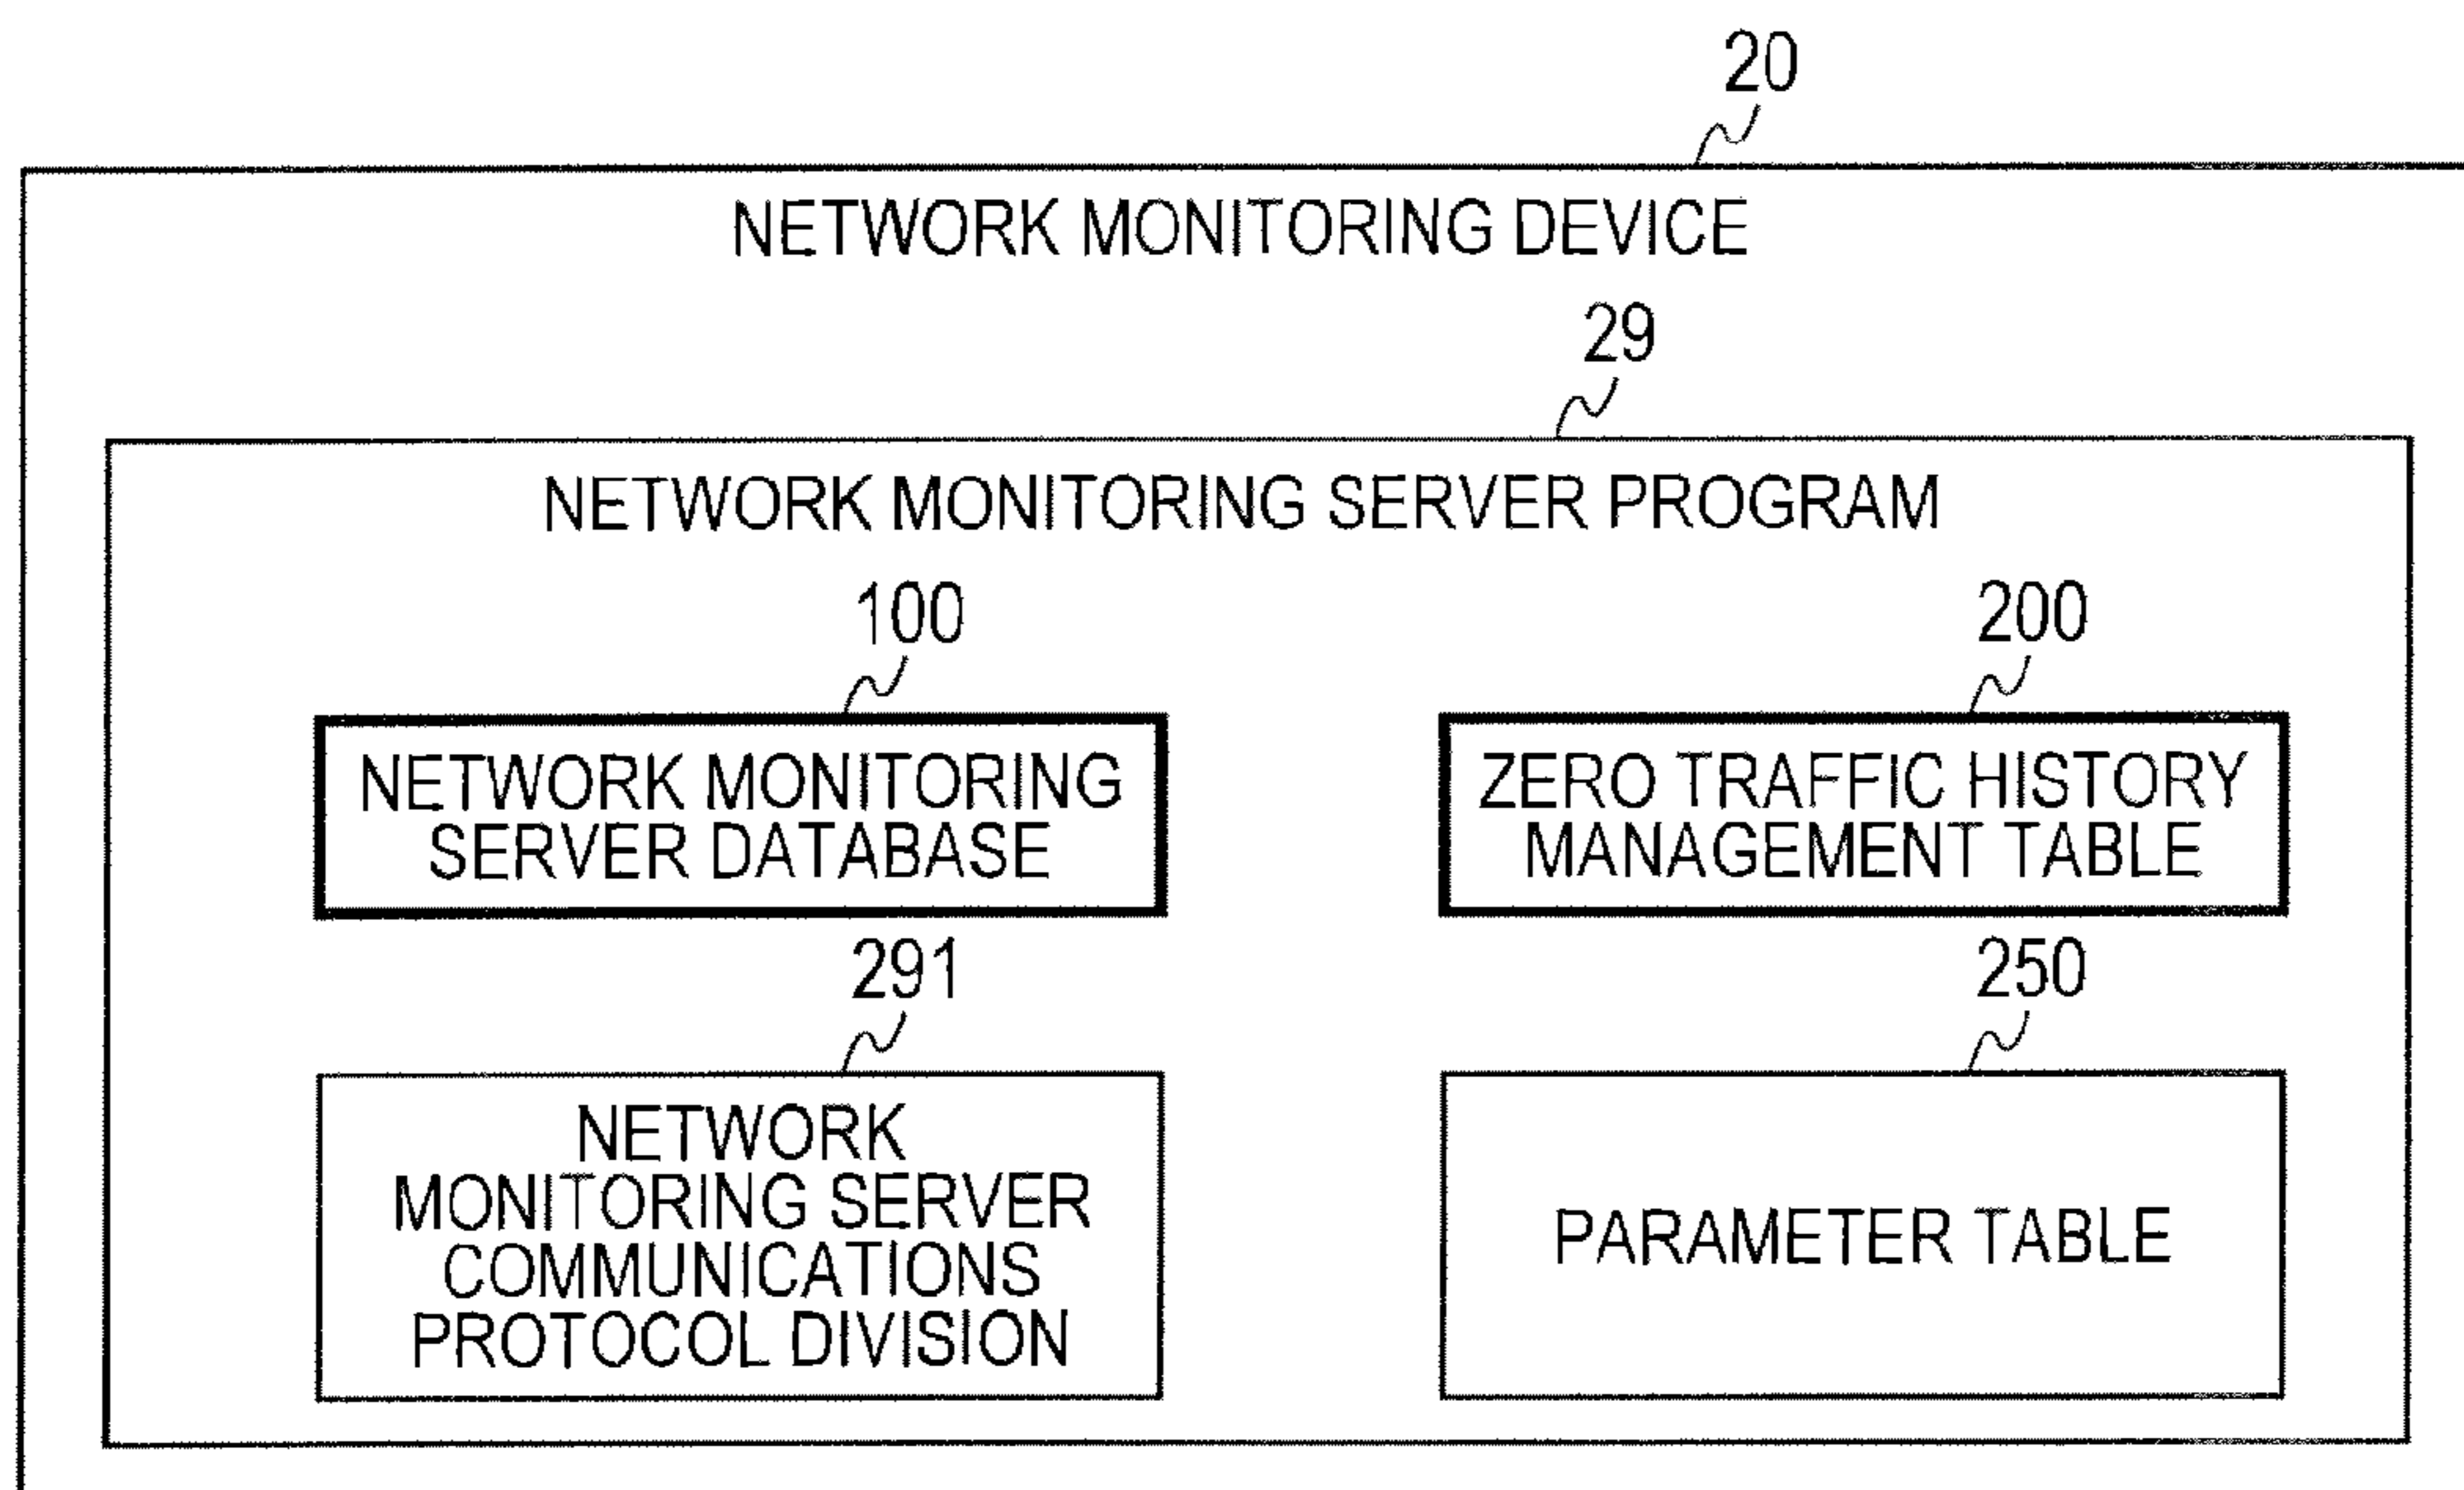 20
NETWORK MONITORING DEVICE
29
NETWORK MONITORING SERVER PROGRAM
100
NETWORK MONITORING
SERVER DATABASE
200
ZERO TRAFFIC HISTORY
MANAGEMENT TABLE
291
NETWORK
MONITORING SERVER
COMMUNICATIONS
PROTOCOL DIVISION
250
PARAMETER TABLE